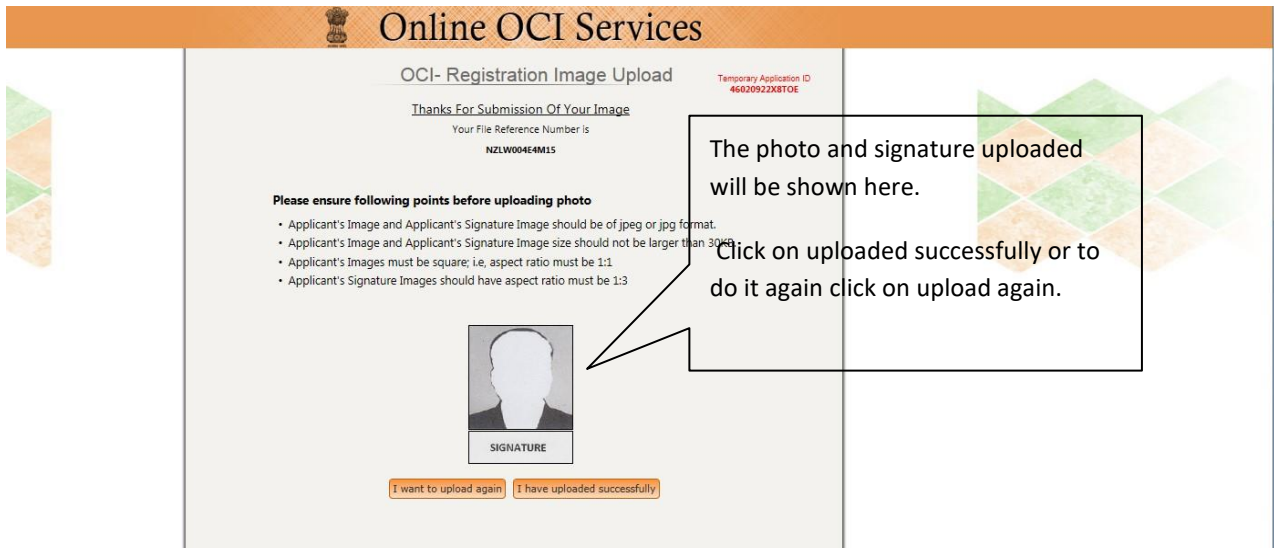 Online OCI Services
OCI- Registration Image Upload
Temporary Application ID
46020922X8TOE
Thanks For Submission Of Your Image
Your File Reference Number is
NZLW004E4M15
Please ensure following points before uploading photo
• Applicant's Image and Applicant's Signature Image should be of jpeg or jpg format.
• Applicant's Image and Applicant's Signature Image size should not be larger than 30KB.
• Applicant's Images must be square; i.e, aspect ratio must be 1:1
• Applicant's Signature Images should have aspect ratio must be 1:3
The photo and signature uploaded
will be shown here.
Click on uploaded successfully or to
do it again click on upload again.
SIGNATURE
I want to upload again
I have uploaded successfully